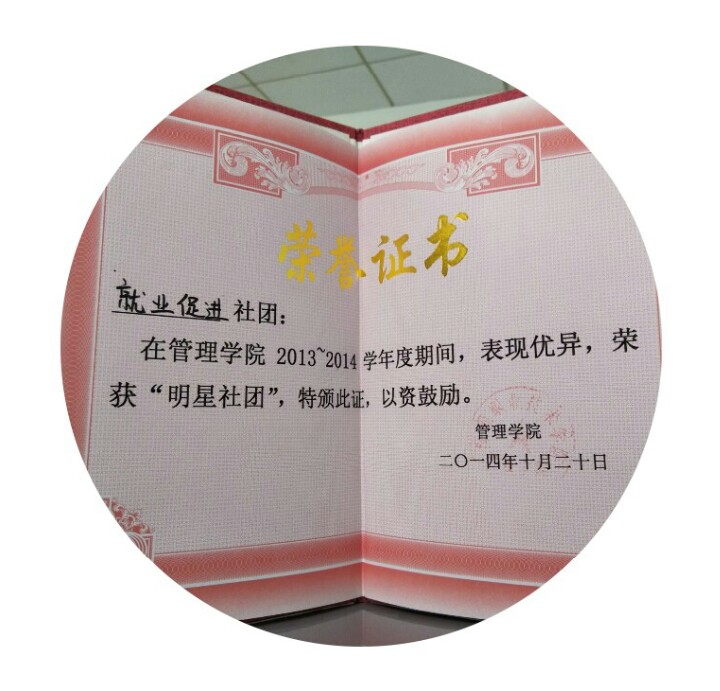 荣誉证书
就业促进社团：
在管理学院 2013~2014 学年度期间，表现优异，荣
获“明星社团”，特颁此证，以资鼓励。
管理学院
二〇一四年十月二十日